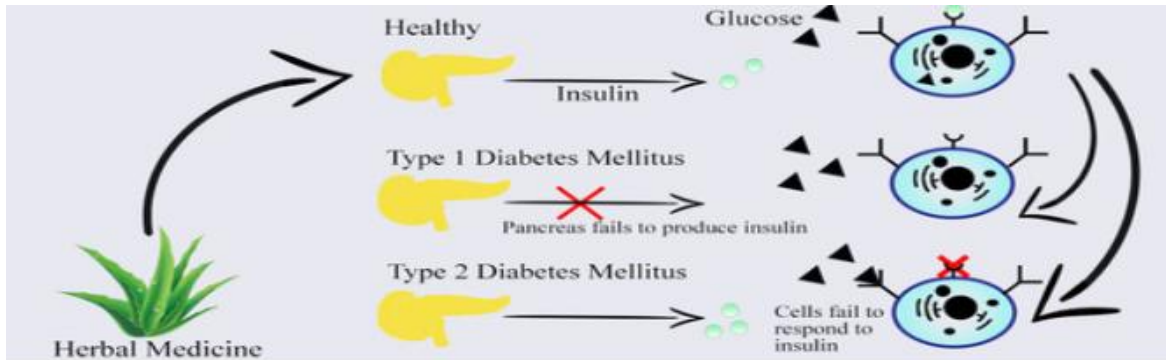 Healthy
Glucose
Insulin
Type 1 Diabetes Mellitus
Pancreas fails to produce insulin
Type 2 Diabetes Mellitus
Cells fail to
respond to
insulin
Herbal Medicine